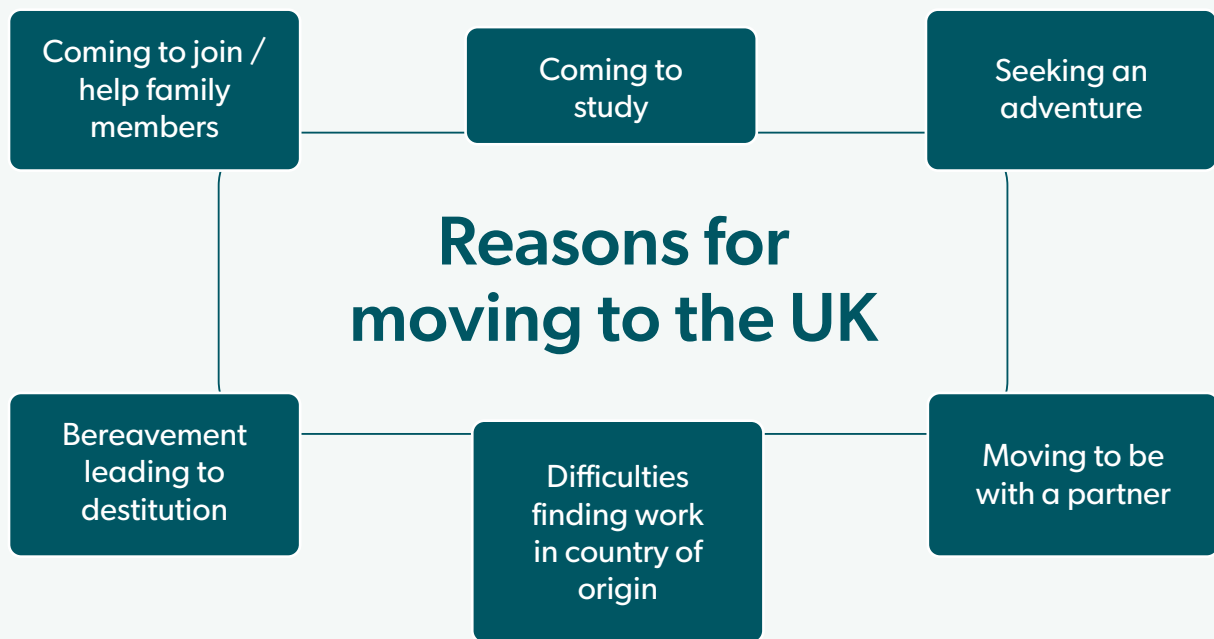 Coming to join /
help family
members
Coming to
study
Seeking an
adventure
Reasons for
moving to the UK
Bereavement
leading to
destitution
Difficulties
finding work
in country of
origin
Moving to be
with a partner